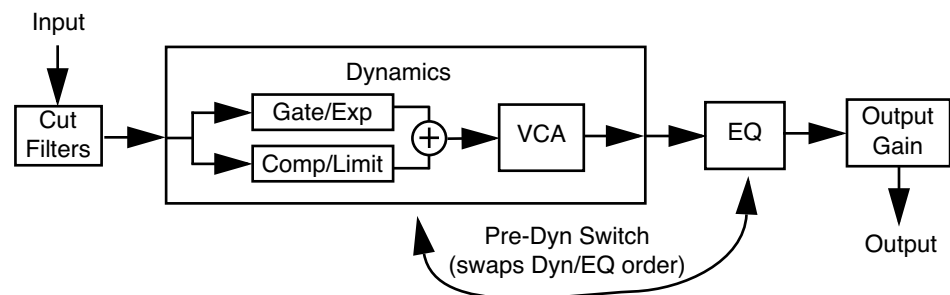 Input
Cut
Filters
Dynamics
Gate/Exp
Comp/Limit
+
VCA
EQ
Output
Gain
Output
Pre-Dyn Switch
(swaps Dyn/EQ order)